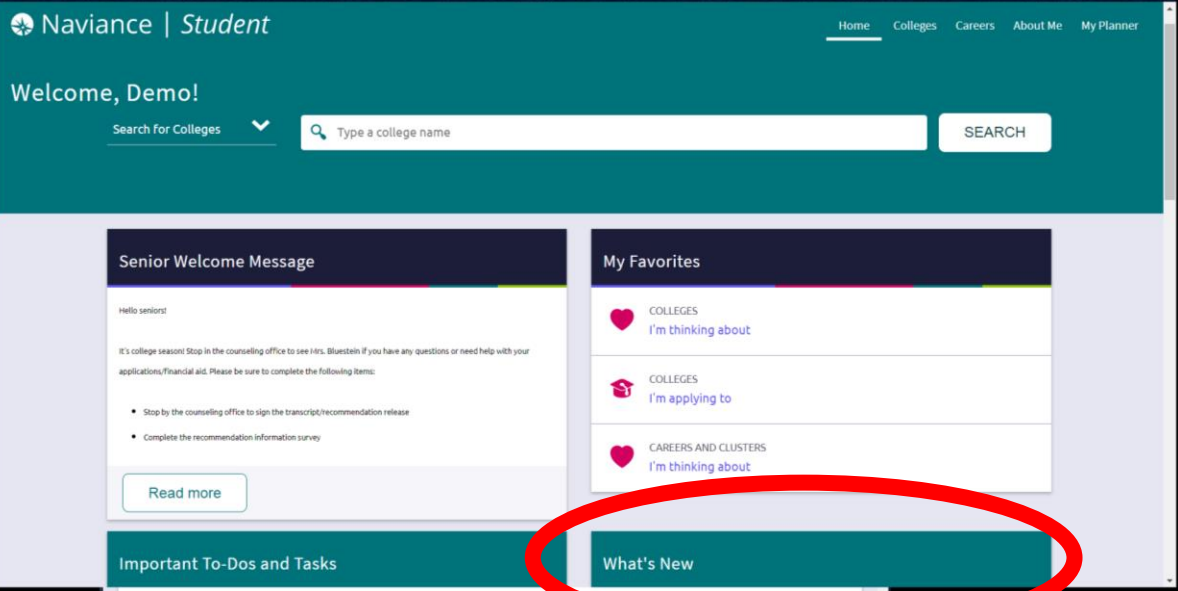 Naviance | Student
Home Colleges Careers About Me My Planner
Welcome, Demo!
Search for Colleges
Type a college name
SEARCH
Senior Welcome Message
Hello seniors!
It's college season! Stop in the counseling office to see Mrs. Bluestein if you have any questions or need help with your
applications/financial aid. Please be sure to complete the following items:
• Stop by the counseling office to sign the transcript/recommendation release
• Complete the recommendation information survey
Read more
My Favorites
COLLEGES
I'm thinking about
COLLEGES
I'm applying to
CAREERS AND CLUSTERS
I'm thinking about
Important To-Dos and Tasks
What's New